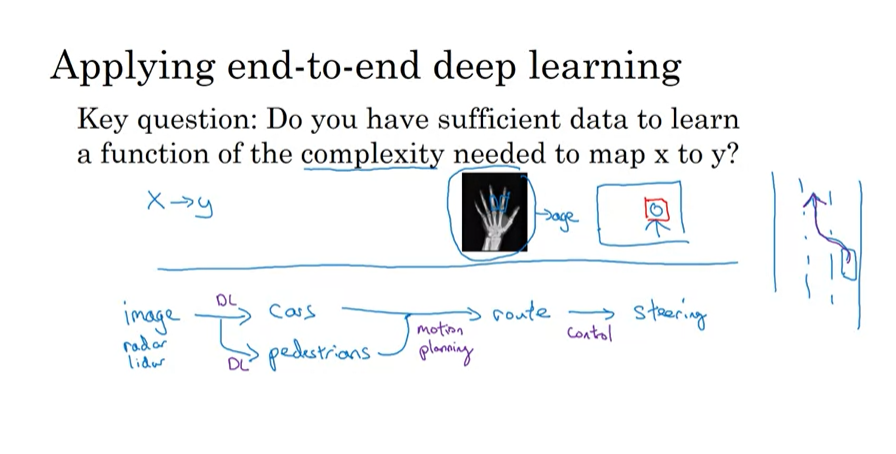 Applying end-to-end deep learning
Key question: Do you have sufficient data to learn
a function of the complexity needed to map x to y?
X → y
→ age
image DL → cars → route → steering
radar DL → pedestrians motion control
lidar planning